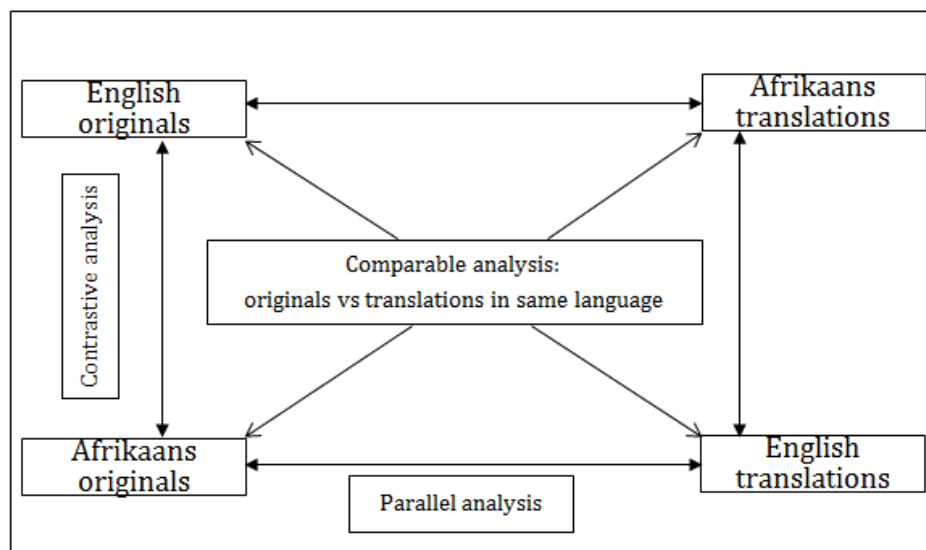 English
originals
Afrikaans
translations
Contrastive analysis
Comparable analysis:
originals vs translations in same language
Afrikaans
originals
English
translations
Parallel analysis